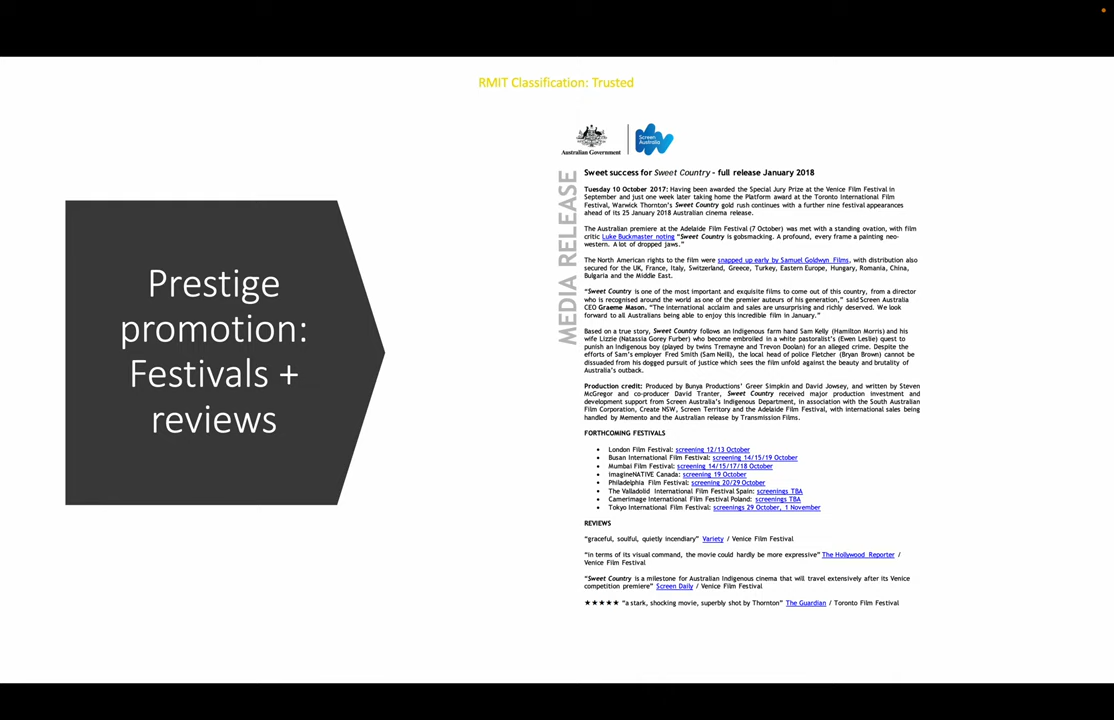 RMIT Classification: Trusted
Prestige
promotion:
Festivals +
reviews
Australian Government
Screen
Australia
MEDIA RELEASE
Sweet success for Sweet Country – full release January 2018
Tuesday 10 October 2017: Having been awarded the Special Jury Prize at the Venice Film Festival in
September and just one week later taking home the Platform award at the Toronto International Film
Festival, Warwick Thornton's Sweet Country gold rush continues with a further nine festival appearances
ahead of its 25 January 2018 Australian cinema release.
The Australian premiere at the Adelaide Film Festival (7 October) was met with a standing ovation, with film
critic Luke Buckmaster noting "Sweet Country is gobsmacking. A profound, every frame a painting neo-
western. A lot of dropped jaws."
The North American rights to the film were snapped up early by Samuel Goldwyn Films, with distribution also
secured for the UK, France, Italy, Switzerland, Greece, Turkey, Eastern Europe, Hungary, Romania, China,
Bulgaria and the Middle East.
"Sweet Country is one of the most important and exquisite films to come out of this country, from a director
who is recognised around the world as one of the premier auteurs of his generation," said Screen Australia
CEO Graeme Mason. "The international acclaim and sales are unsurprising and richly deserved. We look
forward to all Australians being able to enjoy this incredible film in January."
Based on a true story, Sweet Country follows an Indigenous farm hand Sam Kelly (Hamilton Morris) and his
wife Lizzie (Natassia Gorey Furber) who become embroiled in a white pastoralist's (Ewen Leslie) quest to
punish an Indigenous boy (played by twins Tremayne and Trevon Doolan) for an alleged crime. Despite the
efforts of Sam's employer Fred Smith (Sam Neill), the local head of police Fletcher (Bryan Brown) cannot be
dissuaded from his dogged pursuit of justice which sees the film unfold against the beauty and brutality of
Australia's outback.
Production credit: Produced by Bunya Productions' Greer Simpkin and David Jowsey, and written by Steven
McGregor and co-producer David Tranter, Sweet Country received major production investment and
development support from Screen Australia's Indigenous Department, in association with the South Australian
Film Corporation, Create NSW, Screen Territory and the Adelaide Film Festival, with international sales being
handled by Memento and the Australian release by Transmission Films.
FORTHCOMING FESTIVALS
• London Film Festival: screening 12/13 October
• Busan International Film Festival: screening 14/15/19 October
• Mumbai Film Festival: screening 14/15/17/18 October
• imagineNATIVE Canada: screening 19 October
• Philadelphia Film Festival: screening 20/29 October
• The Valladolid International Film Festival Spain: screenings TBA
• Camerimage International Film Festival Poland: screenings TBA
• Tokyo International Film Festival: screenings 29 October, 1 November
REVIEWS
"graceful, soulful, quietly incendiary" Variety / Venice Film Festival
"in terms of its visual command, the movie could hardly be more expressive" The Hollywood Reporter /
Venice Film Festival
"Sweet Country is a milestone for Australian Indigenous cinema that will travel extensively after its Venice
competition premiere" Screen Daily / Venice Film Festival
★★★★★ "a stark, shocking movie, superbly shot by Thornton" The Guardian / Toronto Film Festival